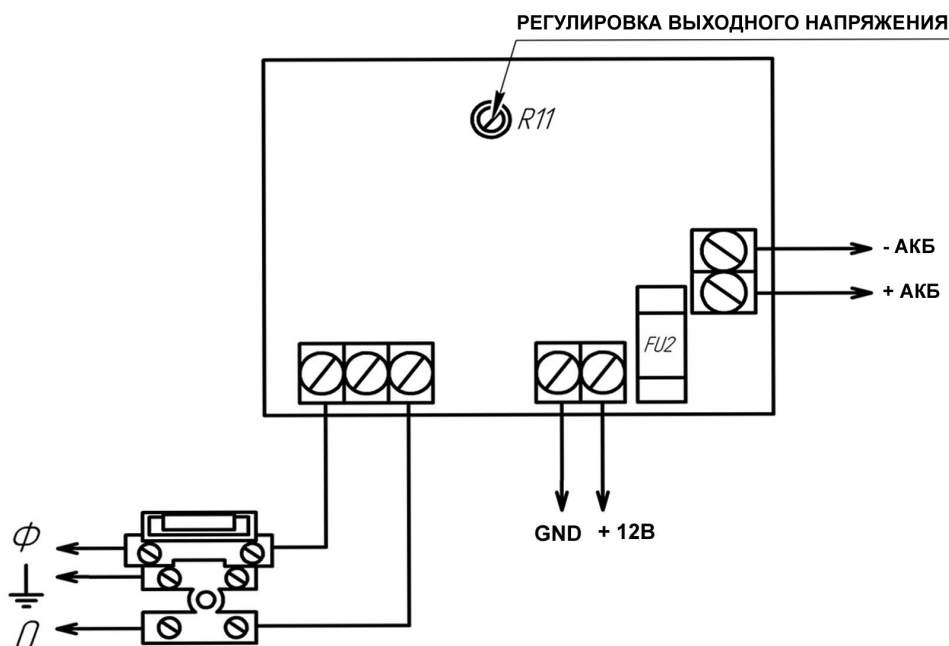 РЕГУЛИРОВКА ВЫХОДНОГО НАПРЯЖЕНИЯ
R11
- АКБ
+ АКБ
FU2
GND + 12В
Ф